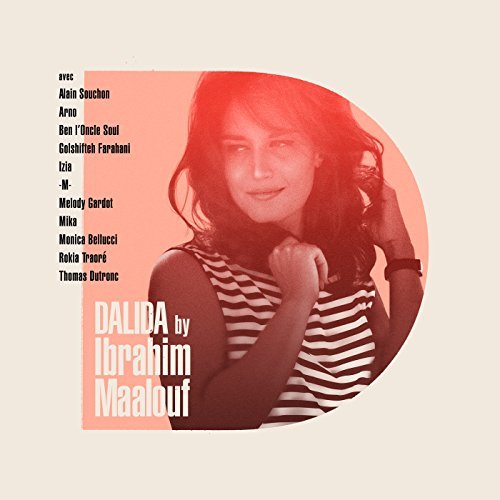 avec
Alain Souchon
Arno
Ben l'Oncle Soul
Golshifteh Farahani
Izia
-M-
Melody Gardot
Mika
Monica Bellucci
Rokia Traoré
Thomas Dutronc
DALIDA by
Ibrahim
Maalouf